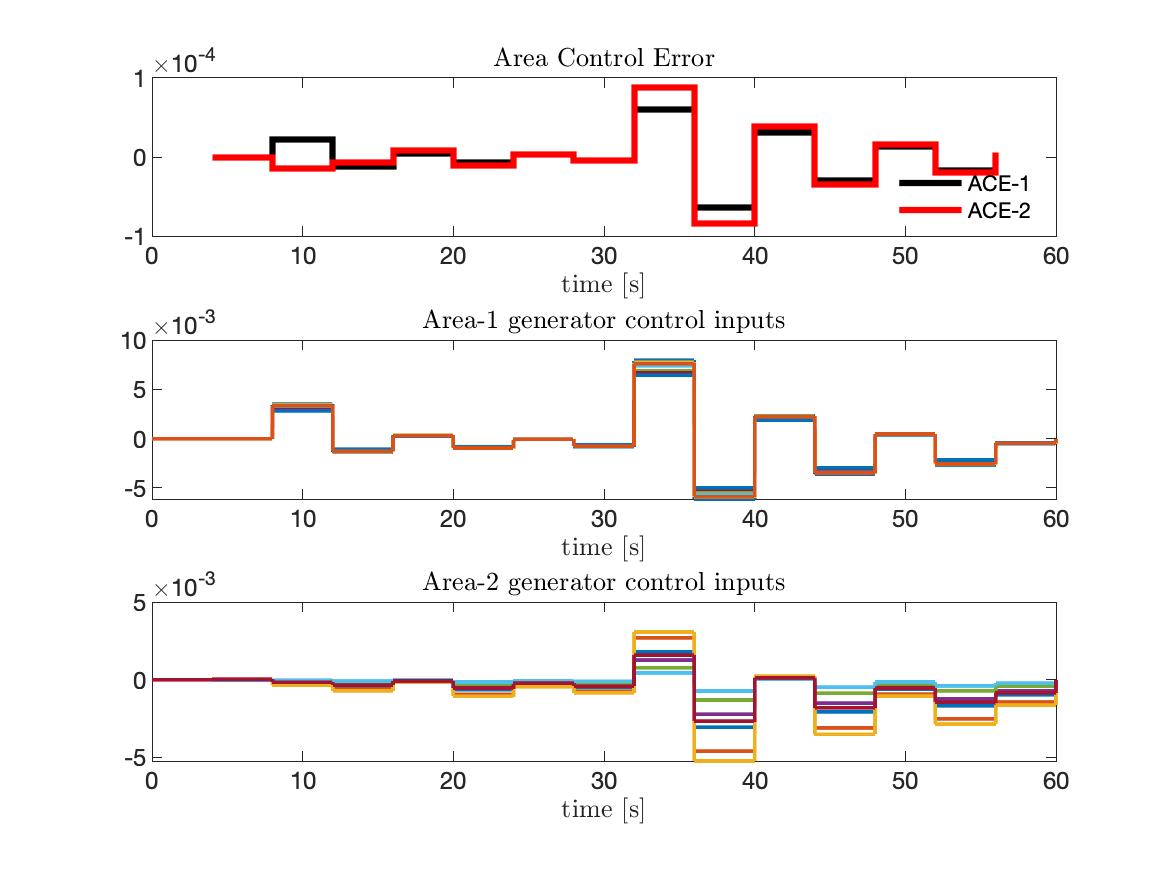 Area Control Error
×10-4
1
0
-1
0 10 20 30 40 50 60
time [s]
ACE-1
ACE-2
Area-1 generator control inputs
×10-3
10
5
0
-5
0 10 20 30 40 50 60
time [s]
Area-2 generator control inputs
×10-3
5
0
-5
0 10 20 30 40 50 60
time [s]